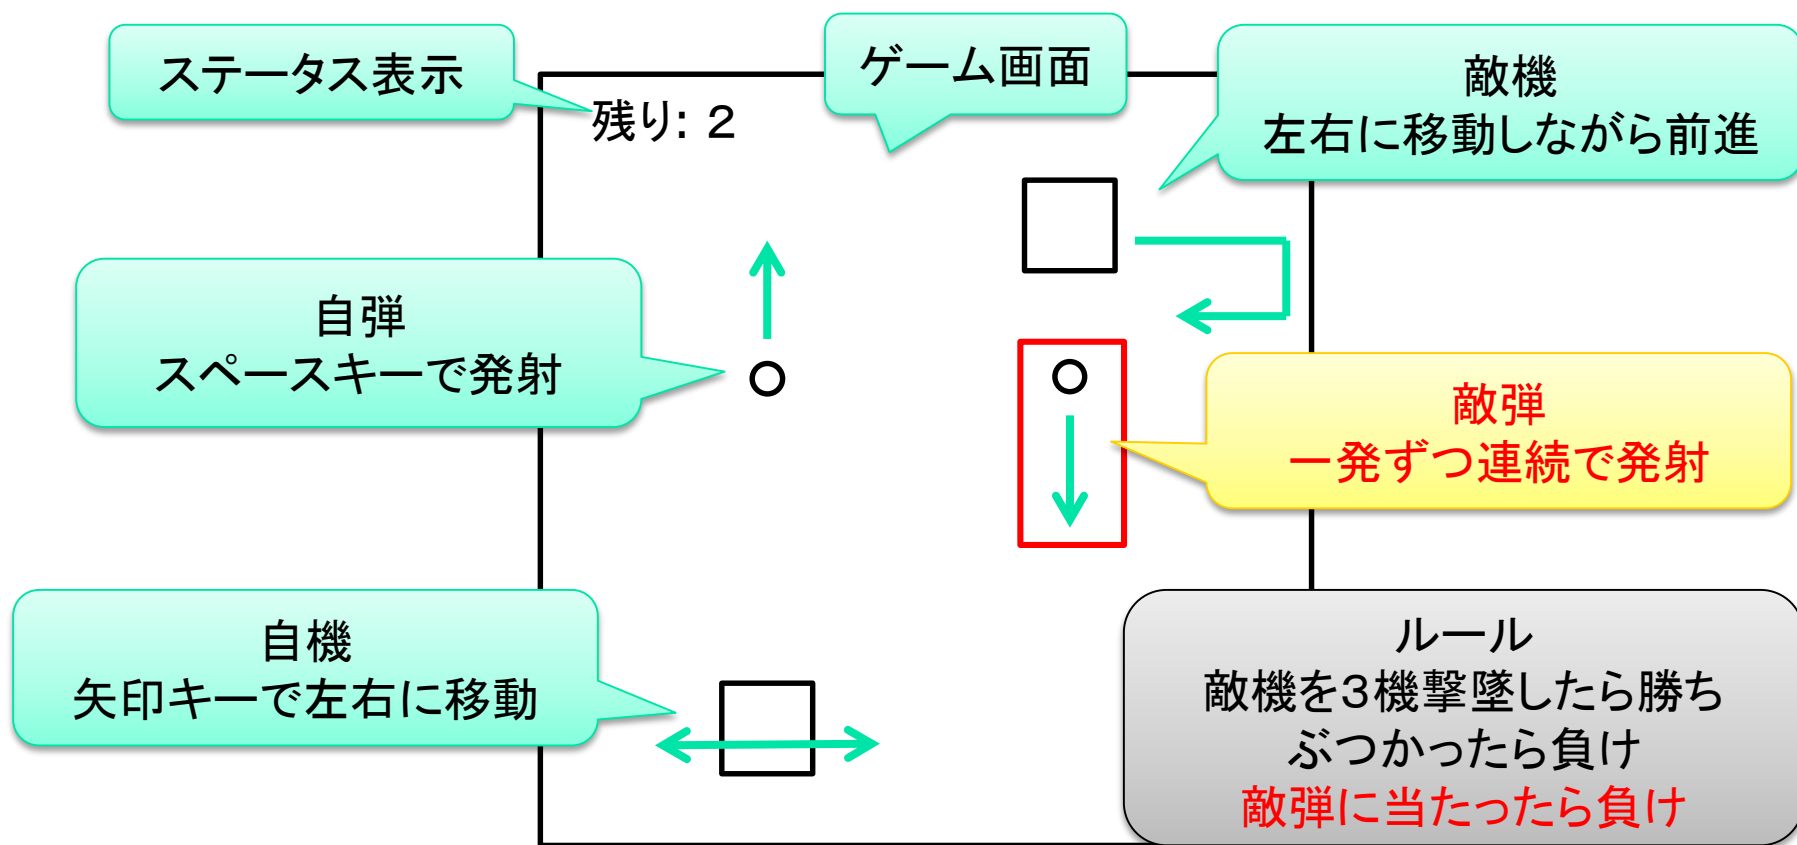 ステータス表示
ゲーム画面
敵機
左右に移動しながら前進
残り: 2
自弾
スペースキーで発射
敵弾
一発ずつ連続で発射
自機
矢印キーで左右に移動
ルール
敵機を3機撃墜したら勝ち
ぶつかったら負け
敵弾に当たったら負け